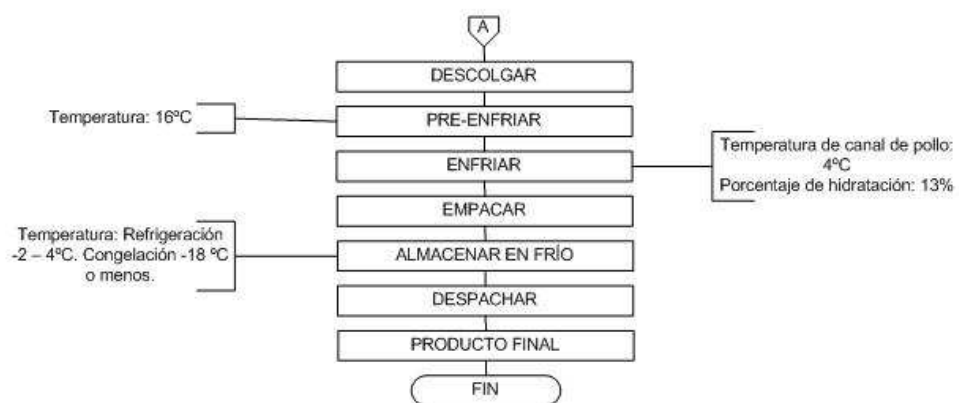 A
DESCOLGAR
Temperatura: 16ºC
PRE-ENFRIAR
ENFRIAR
Temperatura de canal de pollo:
4ºC
Porcentaje de hidratación: 13%
EMPACAR
Temperatura: Refrigeración
-2 – 4ºC. Congelación -18 ºC
o menos.
ALMACENAR EN FRÍO
DESPACHAR
PRODUCTO FINAL
FIN